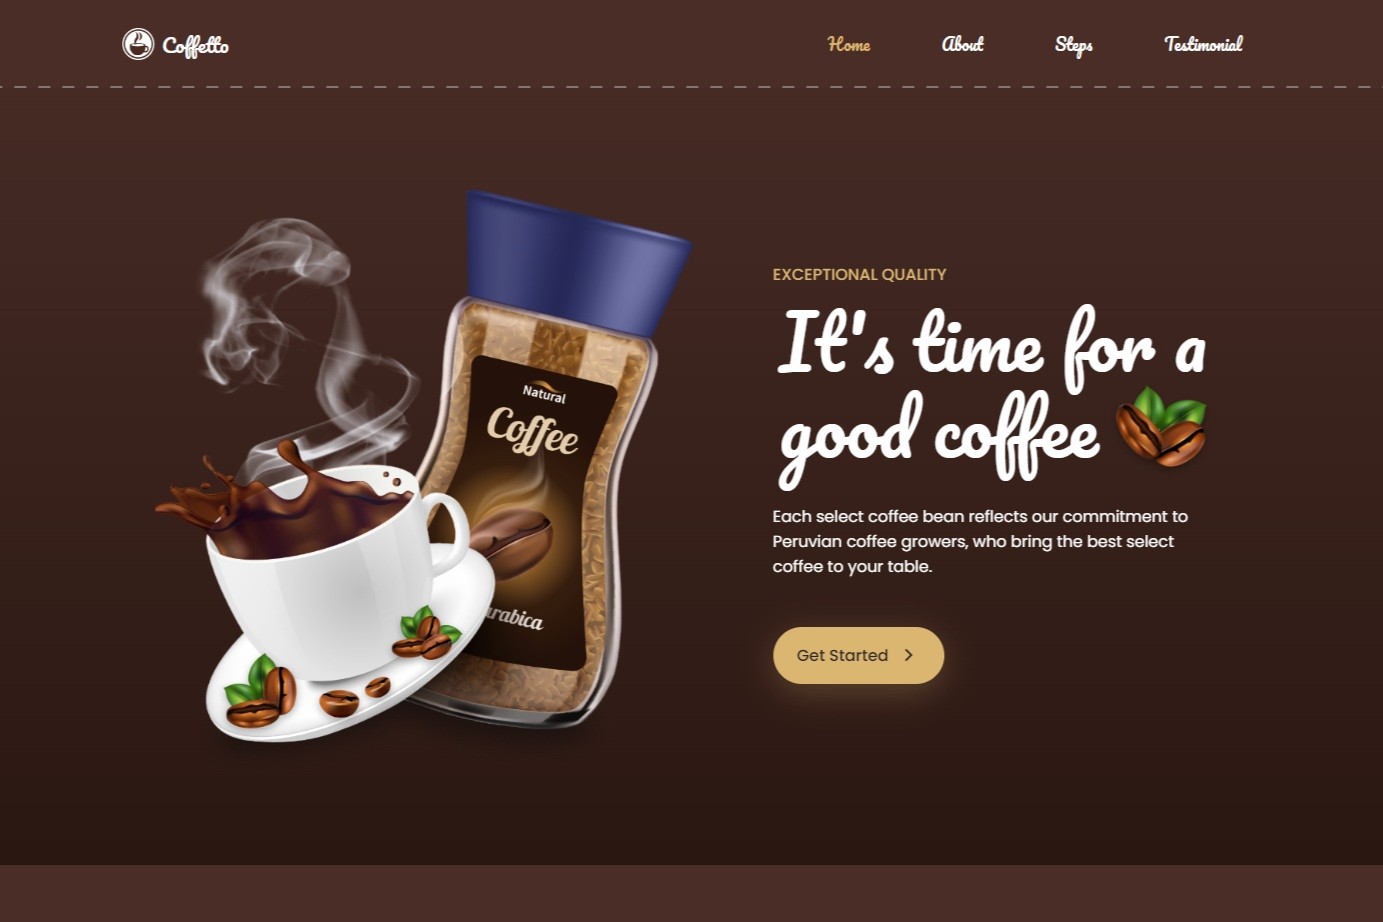 Coffetto
Home About Steps Testimonial
EXCEPTIONAL QUALITY
It's time for a
good coffee
Each select coffee bean reflects our commitment to
Peruvian coffee growers, who bring the best select
coffee to your table.
Get Started
Natural
Coffee
rabica